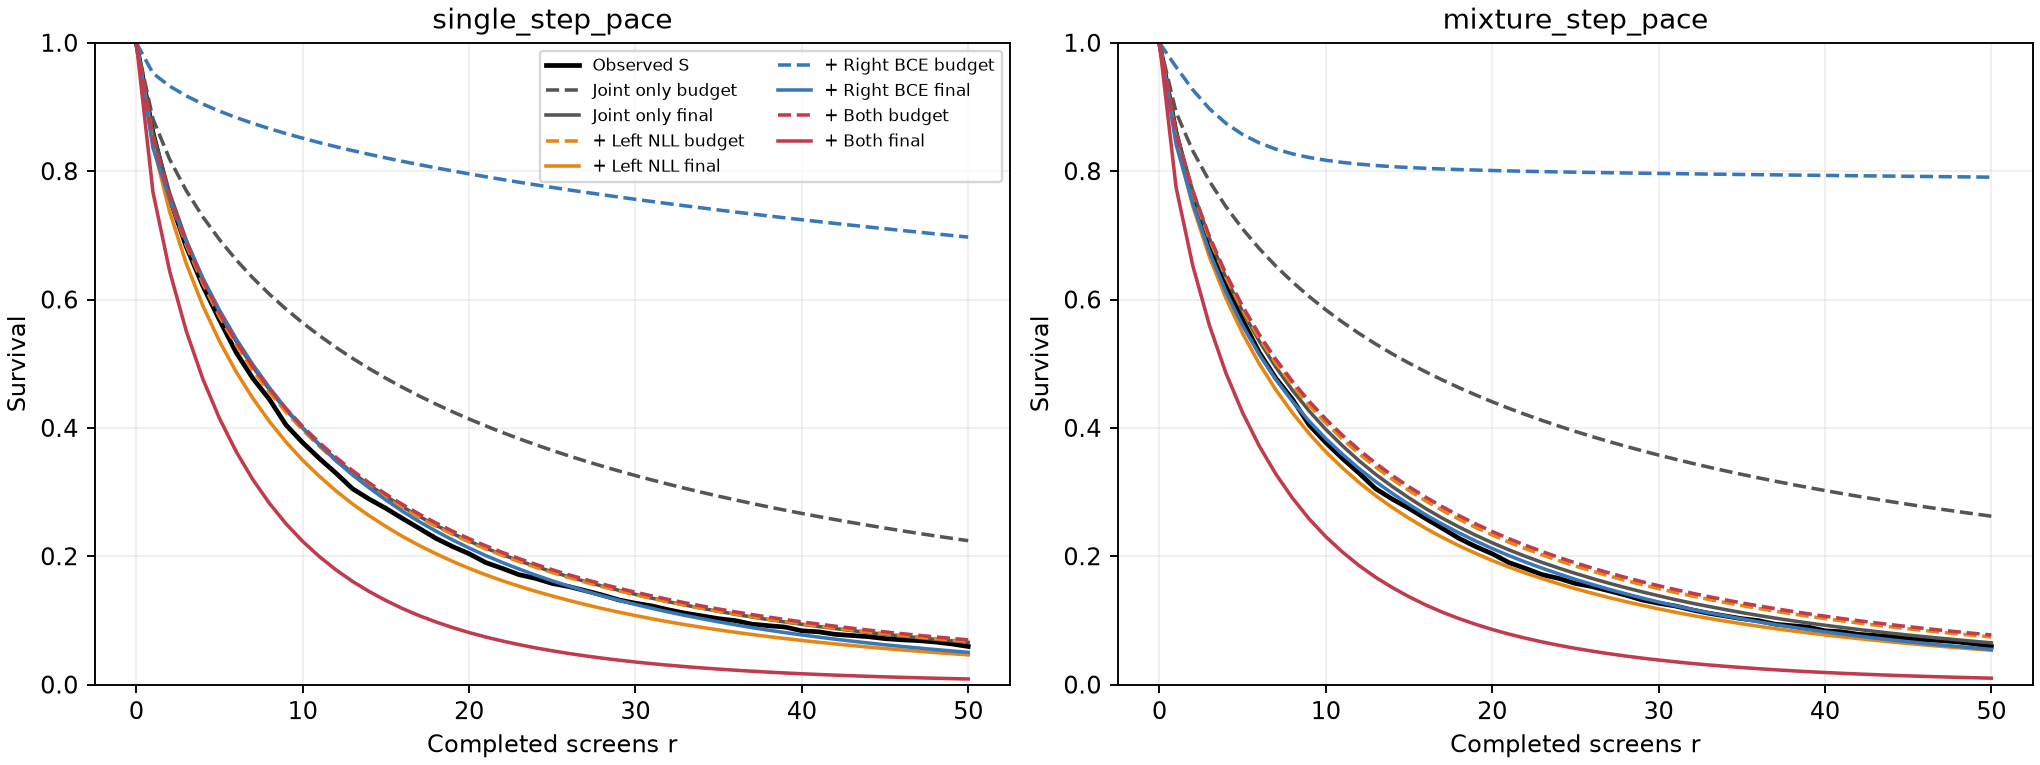 single_step_pace
1.0
0.8
0.6
0.4
0.2
0.0
Survival
0 10 20 30 40 50
Completed screens r
Observed S
Joint only budget
Joint only final
+ Left NLL budget
+ Left NLL final
+ Right BCE budget
+ Right BCE final
+ Both budget
+ Both final
mixture_step_pace
1.0
0.8
0.6
0.4
0.2
0.0
Survival
0 10 20 30 40 50
Completed screens r